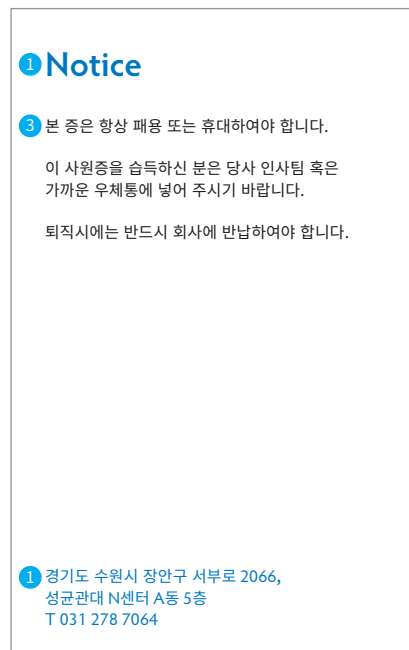 1 Notice
3 본 증은 항상 패용 또는 휴대하여야 합니다.
이 사원증을 습득하신 분은 당사 인사팀 혹은
가까운 우체통에 넣어 주시기 바랍니다.
퇴직시에는 반드시 회사에 반납하여야 합니다.
1 경기도 수원시 장안구 서부로 2066,
성균관대 N센터 A동 5층
T 031 278 7064